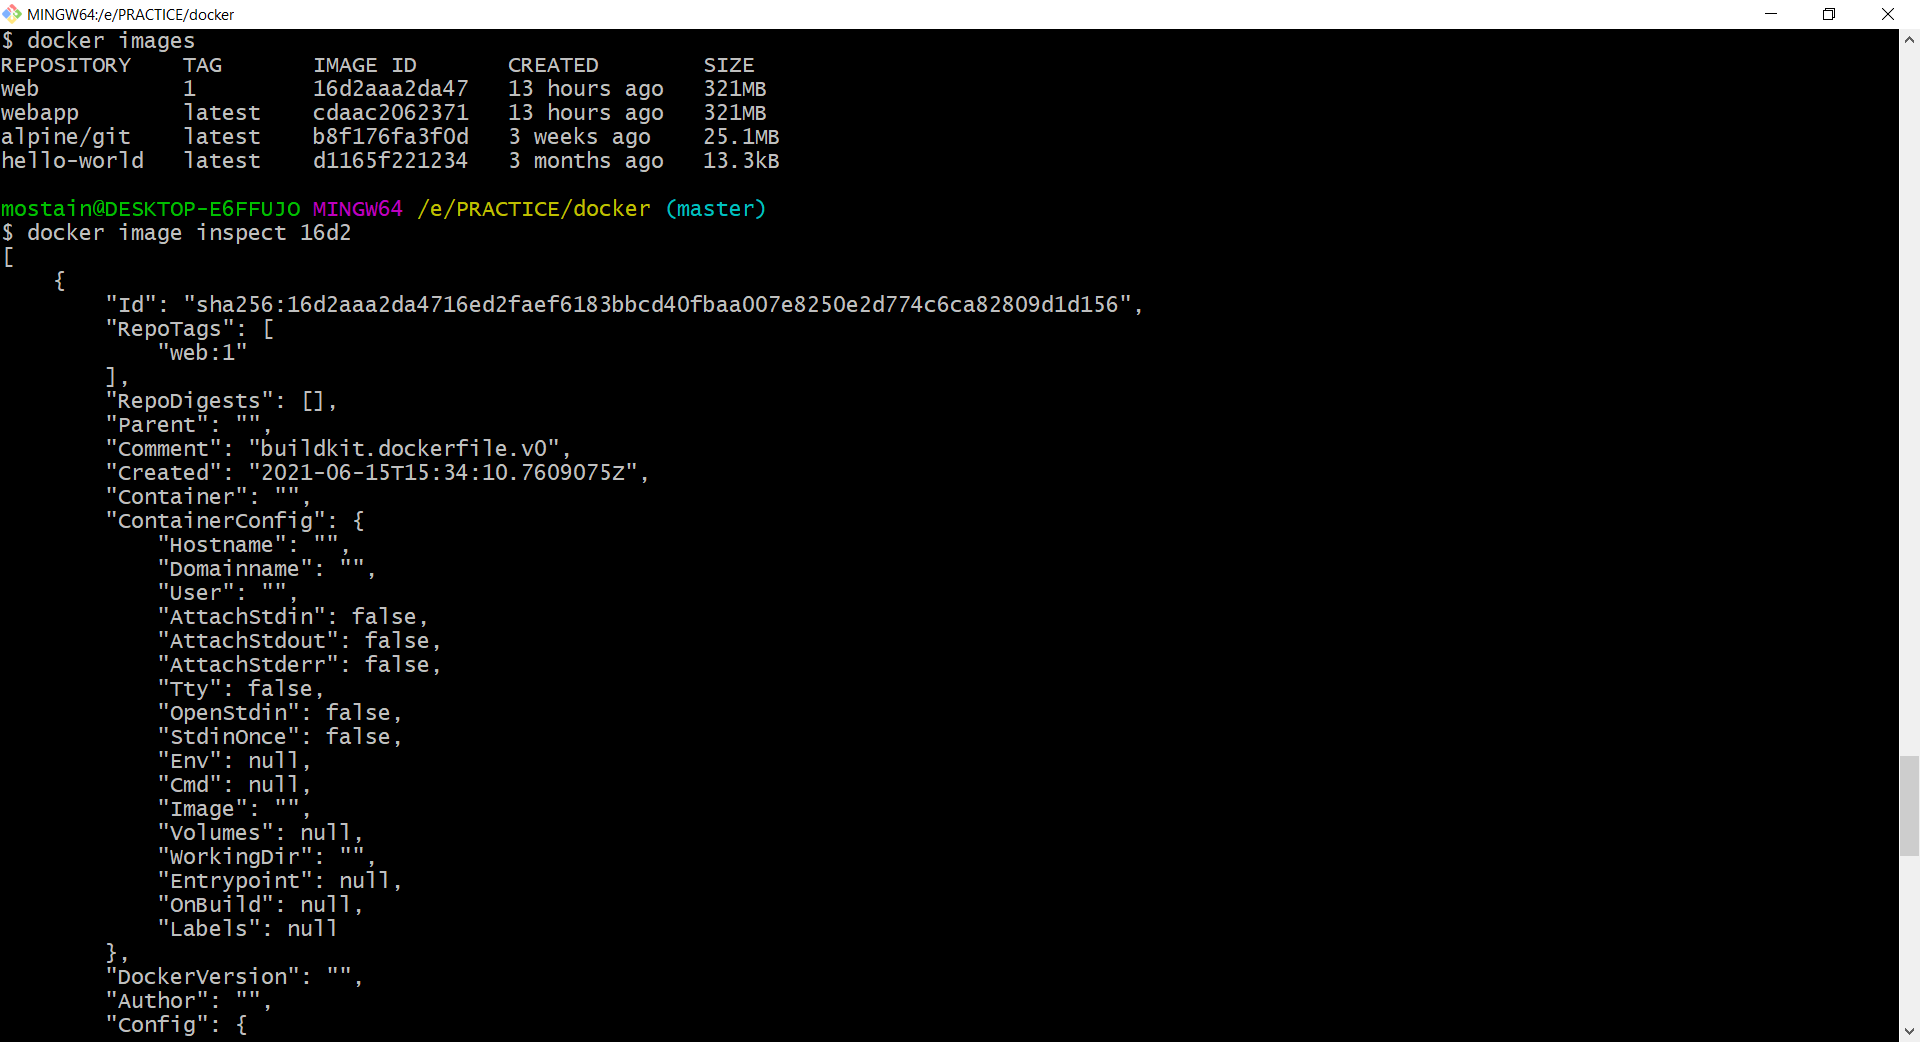 MINGW64:/e/PRACTICE/docker
$ docker images
REPOSITORY    TAG       IMAGE ID       CREATED        SIZE
web           1         16d2aaa2da47   13 hours ago   321MB
webapp        latest    cdaac2062371   13 hours ago   321MB
alpine/git    latest    b8f176fa3f0d   3 weeks ago    25.1MB
hello-world   latest    d1165f221234   3 months ago   13.3kB
mostain@DESKTOP-E6FFUJO MINGW64 /e/PRACTICE/docker (master)
$ docker image inspect 16d2
[
    {
        "Id": "sha256:16d2aaa2da4716ed2faef6183bbcd40fbaa007e8250e2d774c6ca82809d1d156",
        "RepoTags": [
            "web:1"
        ],
        "RepoDigests": [],
        "Parent": "",
        "Comment": "buildkit.dockerfile.v0",
        "Created": "2021-06-15T15:34:10.7609075Z",
        "Container": "",
        "ContainerConfig": {
            "Hostname": "",
            "Domainname": "",
            "User": "",
            "AttachStdin": false,
            "AttachStdout": false,
            "AttachStderr": false,
            "Tty": false,
            "OpenStdin": false,
            "StdinOnce": false,
            "Env": null,
            "Cmd": null,
            "Image": "",
            "Volumes": null,
            "WorkingDir": "",
            "Entrypoint": null,
            "OnBuild": null,
            "Labels": null
        },
        "DockerVersion": "",
        "Author": "",
        "Config": {